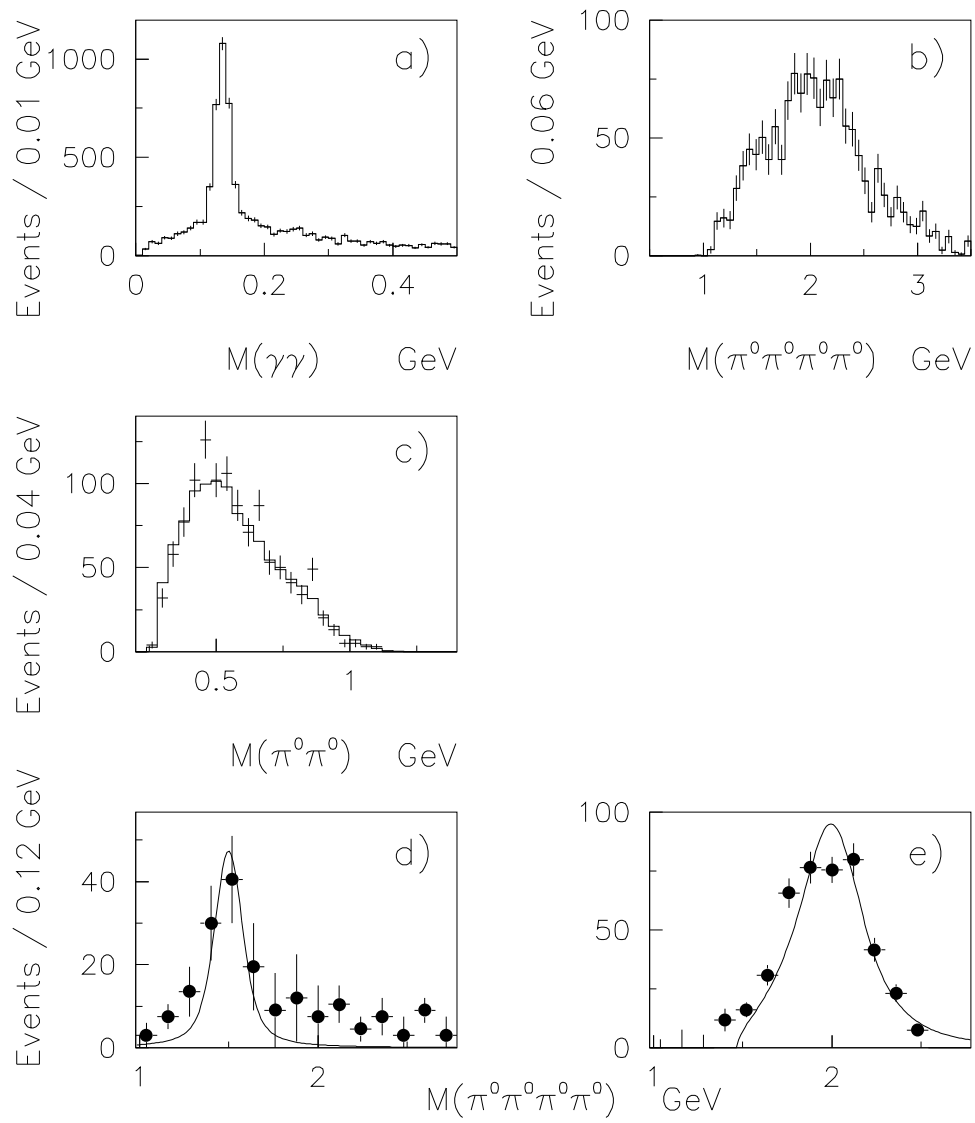 Events / 0.01 GeV
1000
500
0
a)
0 0.2 0.4
M(γγ) GeV
Events / 0.06 GeV
100
50
0
b)
1 2 3
M(π⁰π⁰π⁰π⁰) GeV
Events / 0.04 GeV
100
50
0
c)
0.5 1
M(π⁰π⁰) GeV
Events / 0.12 GeV
40
20
0
d)
1 2
100
50
0
e)
1 2
M(π⁰π⁰π⁰π⁰) GeV